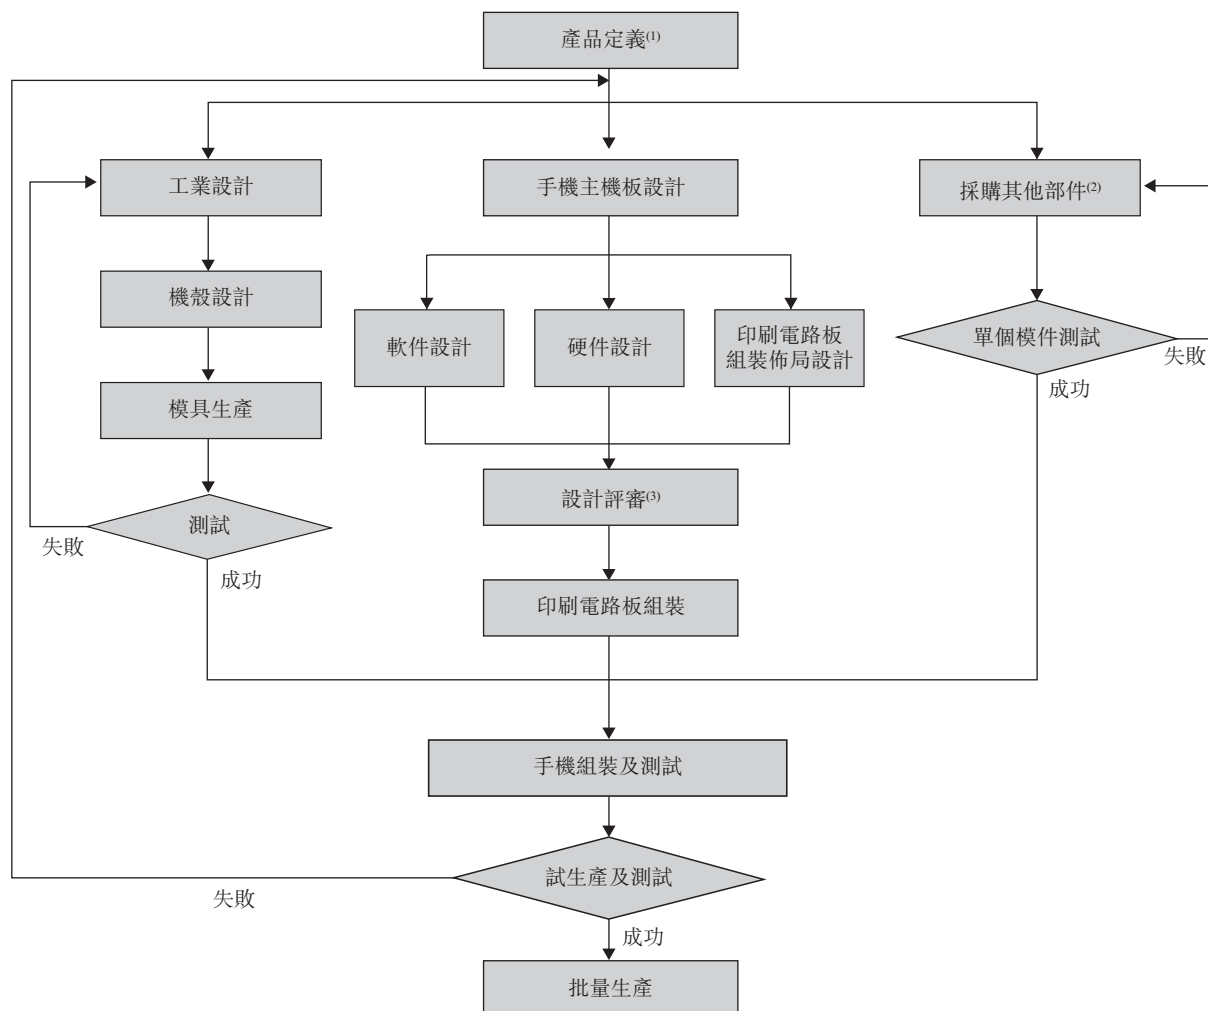 產品定義(1)
工業設計
手機主機板設計
採購其他部件(2)
機殼設計
軟件設計
硬件設計
印刷電路板
組裝佈局設計
單個模件測試
失敗
成功
模具生產
設計評審(3)
測試
失敗
成功
印刷電路板組裝
手機組裝及測試
試生產及測試
失敗
成功
批量生產